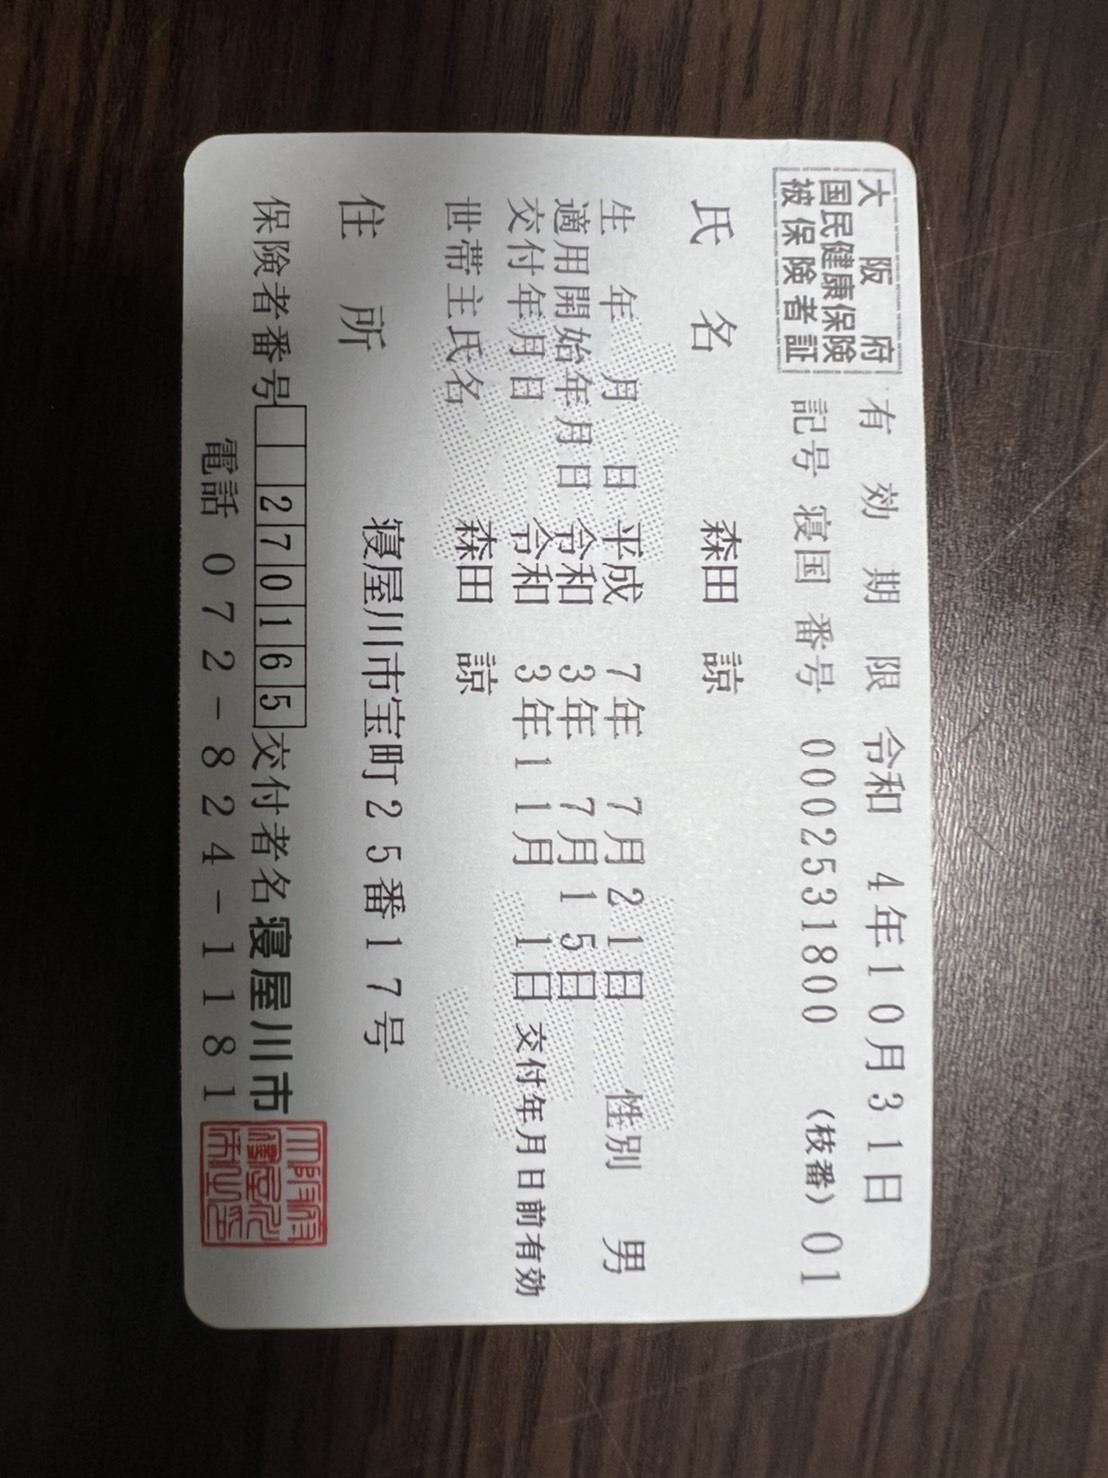 大阪府
国民健康保険
被保険者証
有効期限 令和 4年10月31日
記号 寝国 番号 0002531800 (枝番) 01
氏名 森田 諒
生年月日 平成 7年 7月21日 性別 男
適用開始年月日 令和 3年 7月15日
交付年月日 令和 3年11月 1日 交付年月日前有効
世帯主氏名 森田 諒
住所 寝屋川市宝町25番17号
保険者番号 270165 交付者名 寝屋川市
電話 072-824-1181